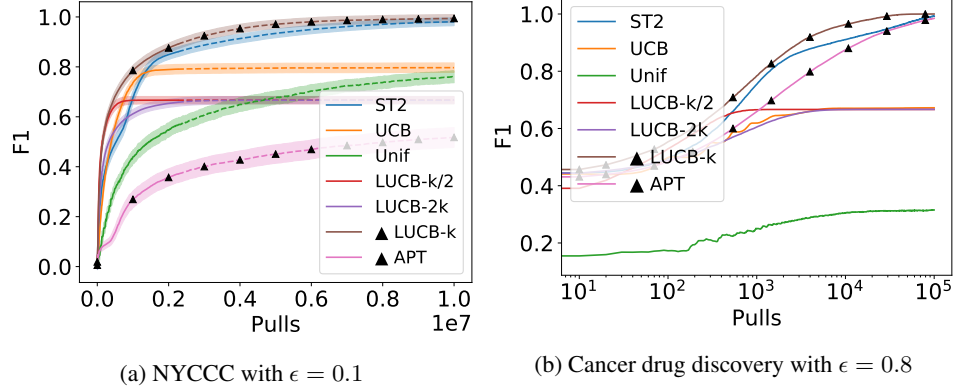 F1
1.0
0.8
0.6
0.4
0.2
0.0
ST2
UCB
Unif
LUCB-k/2
LUCB-2k
▲ LUCB-k
▲ APT
0.0 0.2 0.4 0.6 0.8 1.0
1e7
Pulls
(a) NYCCC with ϵ = 0.1
F1
1.0
0.8
0.6
0.4
0.2
ST2
UCB
Unif
LUCB-k/2
LUCB-2k
▲ LUCB-k
▲ APT
10¹ 10² 10³ 10⁴ 10⁵
Pulls
(b) Cancer drug discovery with ϵ = 0.8